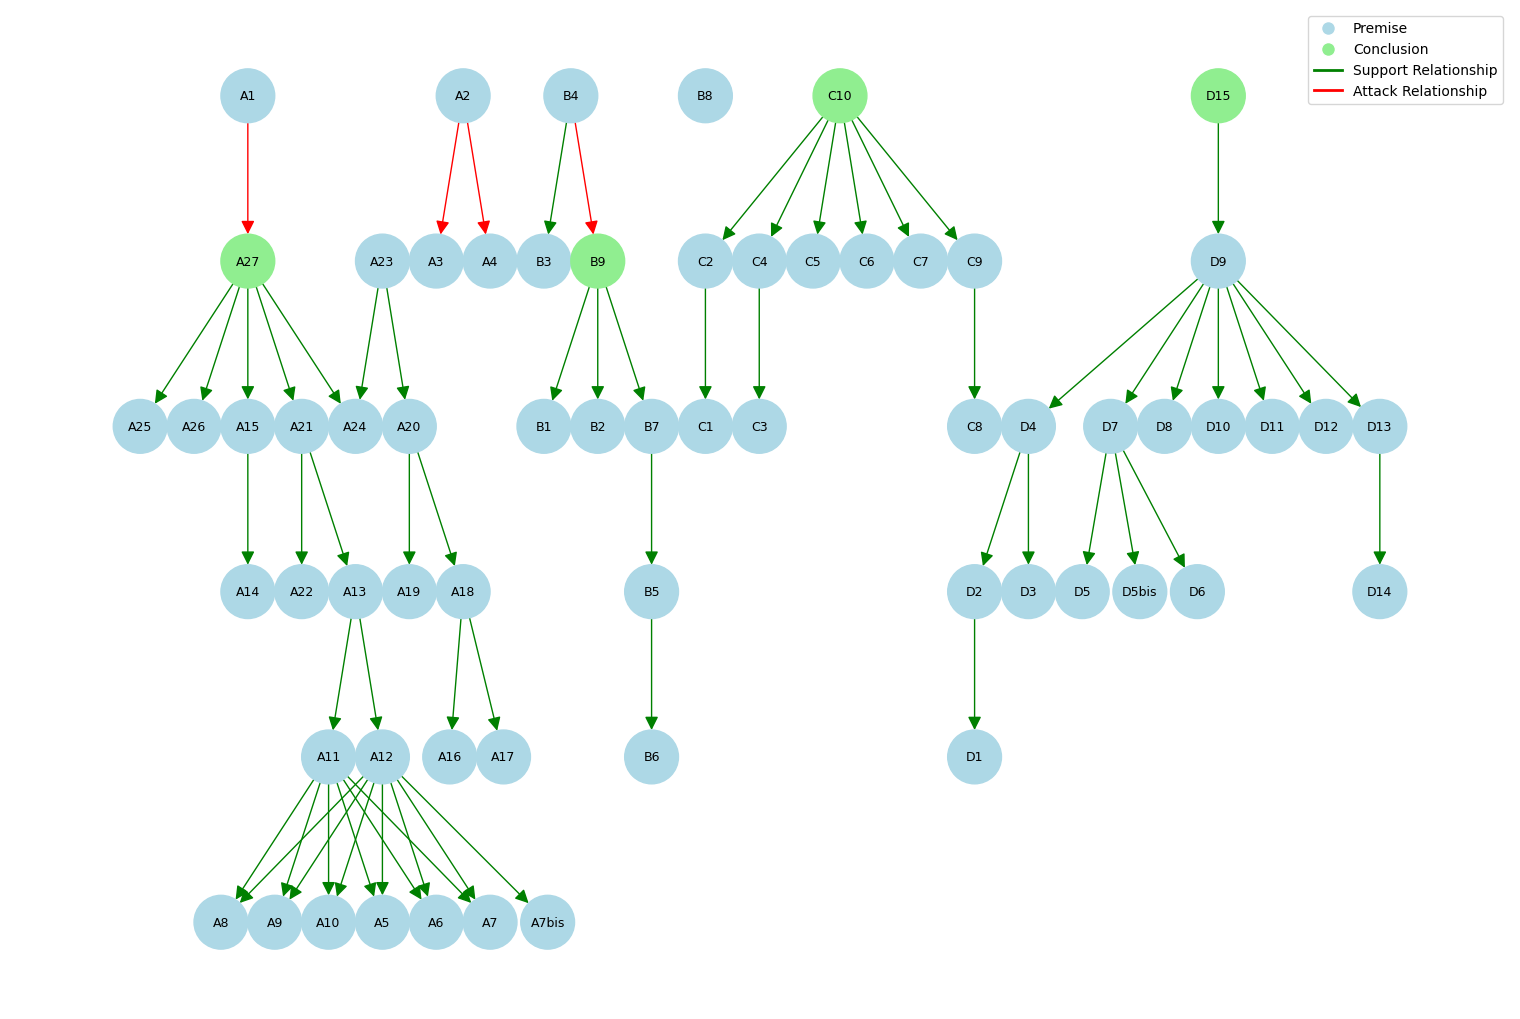 Premise
Conclusion
Support Relationship
Attack Relationship
A1 A2 B4 B8 C10 D15
A27 A23 A3 A4 B3 B9 C2 C4 C5 C6 C7 C9 D9
A25 A26 A15 A21 A24 A20 B1 B2 B7 C1 C3 C8 D4 D7 D8 D10 D11 D12 D13
A14 A22 A13 A19 A18 B5 D2 D3 D5 D5bis D6 D14
A11 A12 A16 A17 B6 D1
A8 A9 A10 A5 A6 A7 A7bis